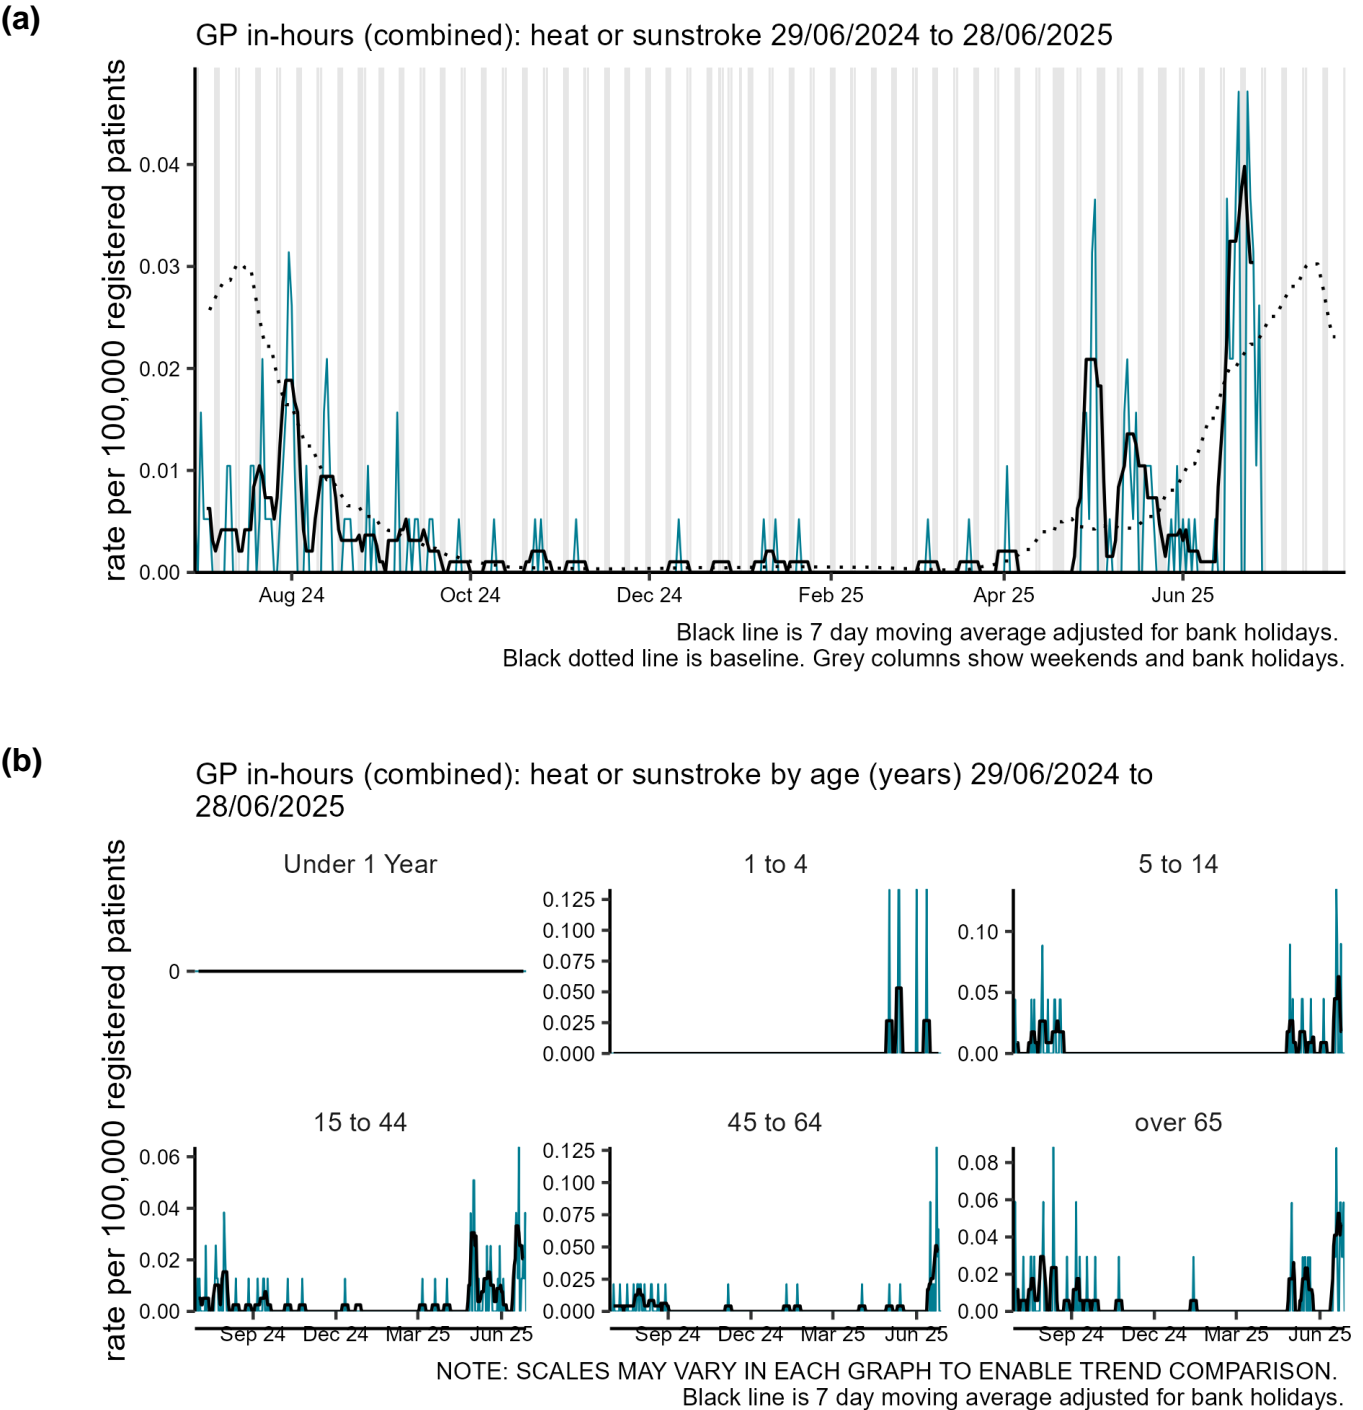 (a)
GP in-hours (combined): heat or sunstroke 29/06/2024 to 28/06/2025
rate per 100,000 registered patients
0.04
0.03
0.02
0.01
0.00
Aug 24 Oct 24 Dec 24 Feb 25 Apr 25 Jun 25
Black line is 7 day moving average adjusted for bank holidays.
Black dotted line is baseline. Grey columns show weekends and bank holidays.
(b)
GP in-hours (combined): heat or sunstroke by age (years) 29/06/2024 to
28/06/2025
rate per 100,000 registered patients
Under 1 Year
0
1 to 4
0.125
0.100
0.075
0.050
0.025
0.000
5 to 14
0.10
0.05
0.00
15 to 44
0.06
0.04
0.02
0.00
Sep 24 Dec 24 Mar 25 Jun 25
45 to 64
0.125
0.100
0.075
0.050
0.025
0.000
Sep 24 Dec 24 Mar 25 Jun 25
over 65
0.08
0.06
0.04
0.02
0.00
Sep 24 Dec 24 Mar 25 Jun 25
NOTE: SCALES MAY VARY IN EACH GRAPH TO ENABLE TREND COMPARISON.
Black line is 7 day moving average adjusted for bank holidays.